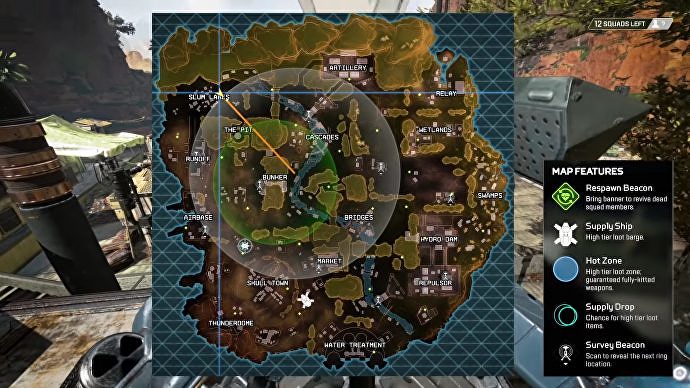 12 SQUADS LEFT
ARTILLERY
SLUM LAKES
RELAY
THE PIT
CASCADES
WETLANDS
RUNOFF
BUNKER
SWAMPS
AIRBASE
BRIDGES
HYDRO DAM
MARKET
SKULL TOWN
REPULSOR
THUNDERDOME
WATER TREATMENT
MAP FEATURES
Respawn Beacon
Bring banner to revive dead
squad members.
Supply Ship
High tier loot barge.
Hot Zone
High tier loot zone;
guaranteed fully-kitted
weapons.
Supply Drop
Chance for high tier loot
items.
Survey Beacon
Scan to reveal the next ring
location.